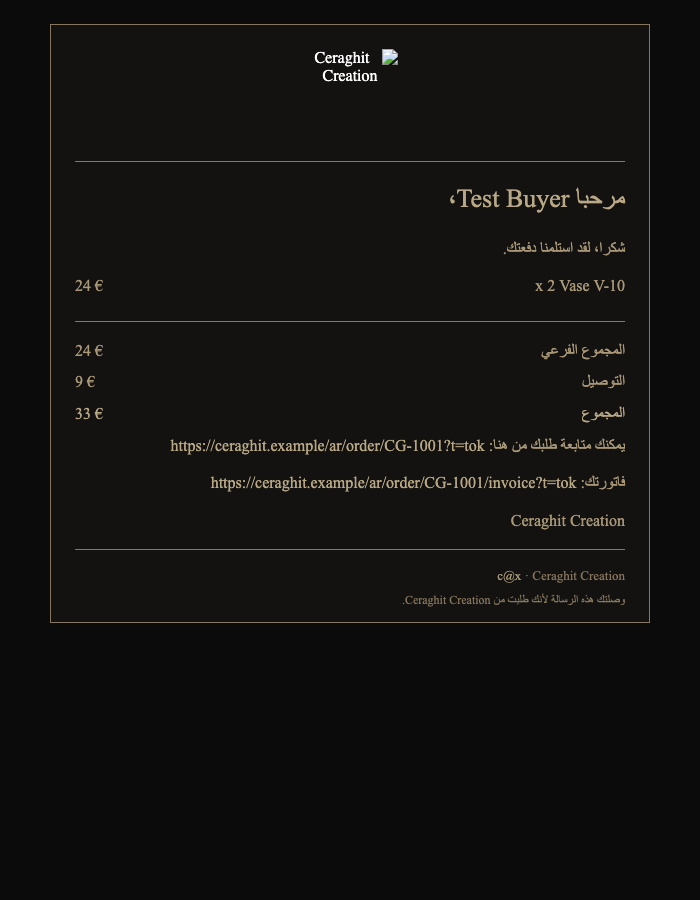 Ceraghit
Creation
مرحبا Test Buyer،
شكرا، لقد استلمنا دفعتك.
x 2 Vase V-10
24 €
المجموع الفرعي
24 €
التوصيل
9 €
المجموع
33 €
يمكنك متابعة طلبك من هنا: https://ceraghit.example/ar/order/CG-1001?t=tok
فاتورتك: https://ceraghit.example/ar/order/CG-1001/invoice?t=tok
Ceraghit Creation
Ceraghit Creation · c@x
وصلتك هذه الرسالة لأنك طلبت من Ceraghit Creation.